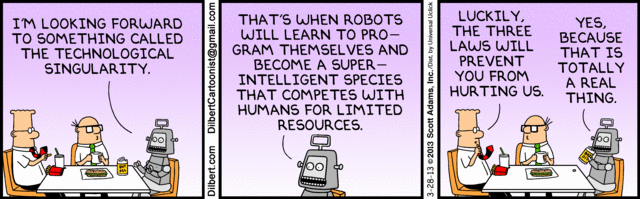 I'M LOOKING FORWARD
TO SOMETHING CALLED
THE TECHNOLOGICAL
SINGULARITY.
Dilbert.com DilbertCartoonist@gmail.com
THAT'S WHEN ROBOTS
WILL LEARN TO PRO-
GRAM THEMSELVES AND
BECOME A SUPER-
INTELLIGENT SPECIES
THAT COMPETES WITH
HUMANS FOR LIMITED
RESOURCES.
3-28-13 ©2013 Scott Adams, Inc. /Dist. by Universal Uclick
LUCKILY,
THE THREE
LAWS WILL
PREVENT
YOU FROM
HURTING US.
YES,
BECAUSE
THAT IS
TOTALLY
A REAL
THING.